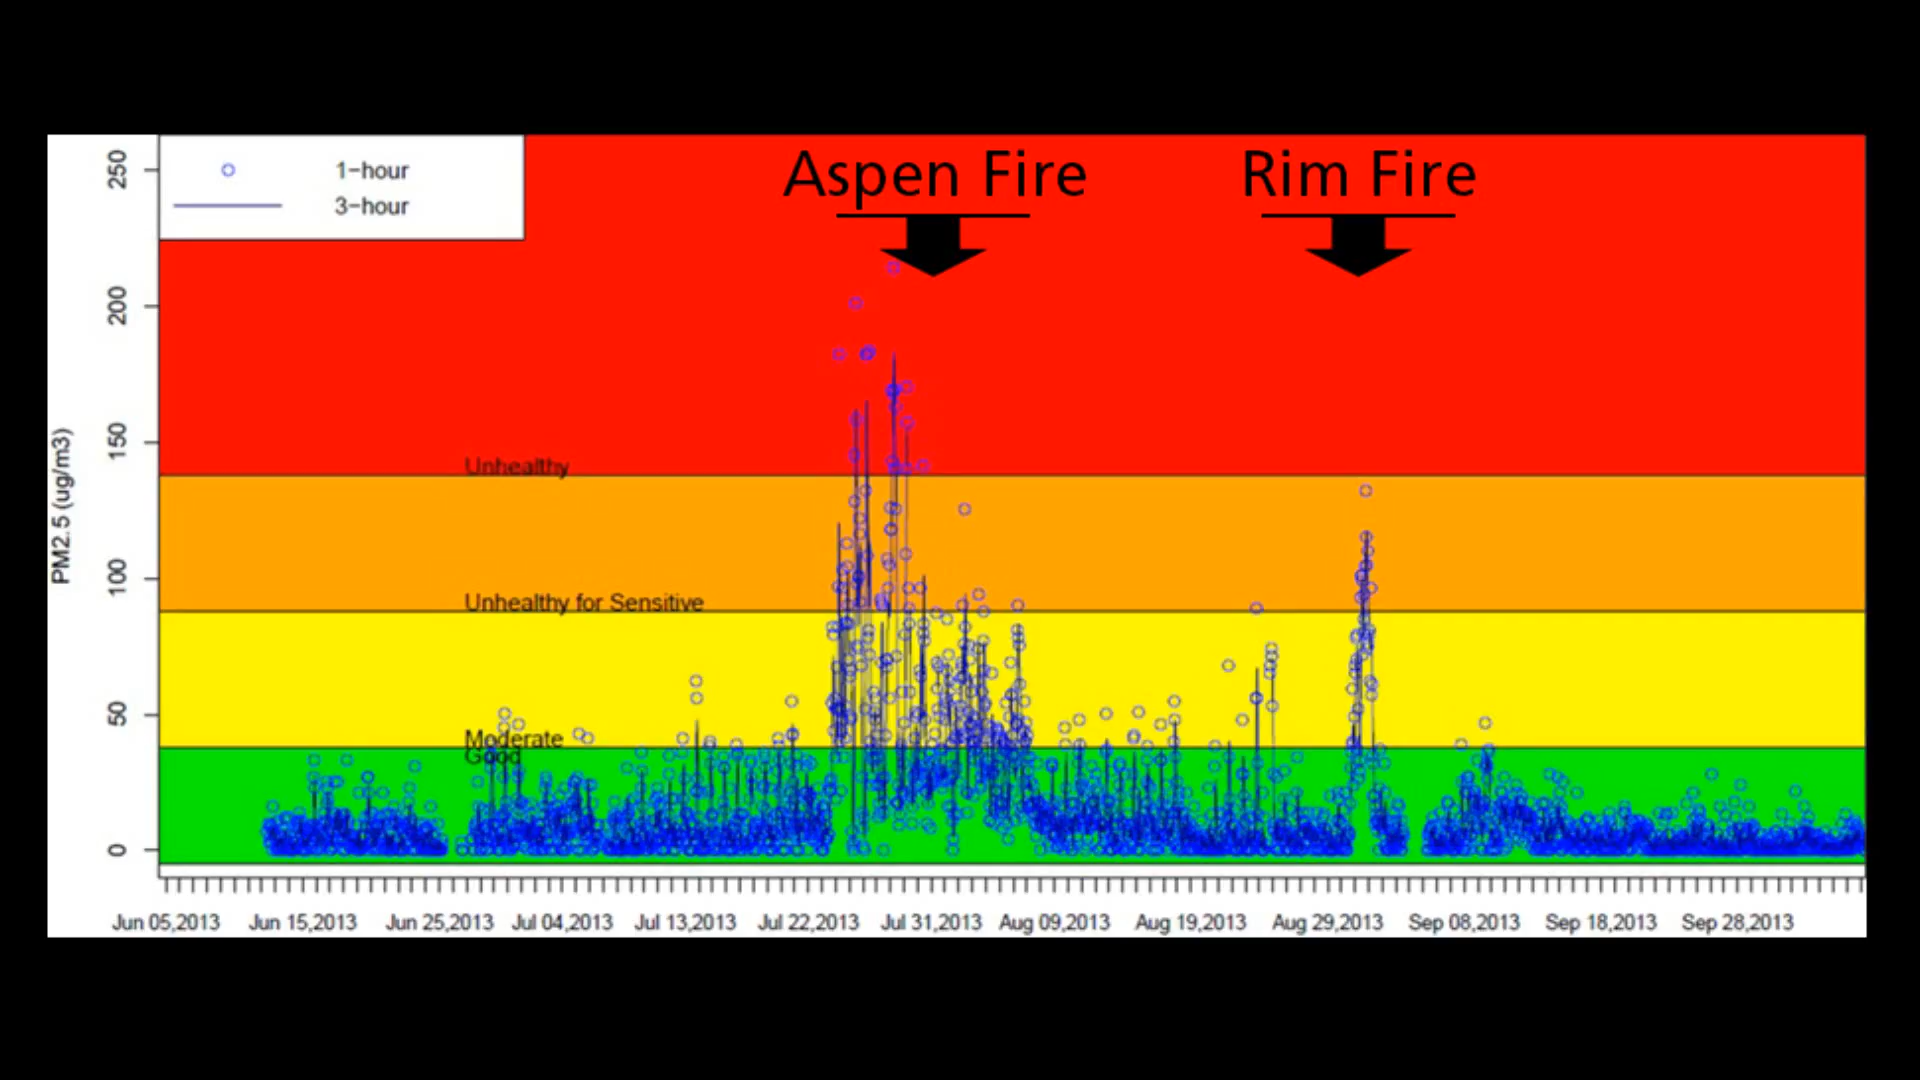 Aspen Fire
Rim Fire
1-hour
3-hour
250
200
150
100
50
0
PM2.5 (ug/m3)
Unhealthy
Unhealthy for Sensitive
Moderate
Good
Jun 05,2013 Jun 15,2013 Jun 25,2013 Jul 04,2013 Jul 13,2013 Jul 22,2013 Jul 31,2013 Aug 09,2013 Aug 19,2013 Aug 29,2013 Sep 08,2013 Sep 18,2013 Sep 28,2013